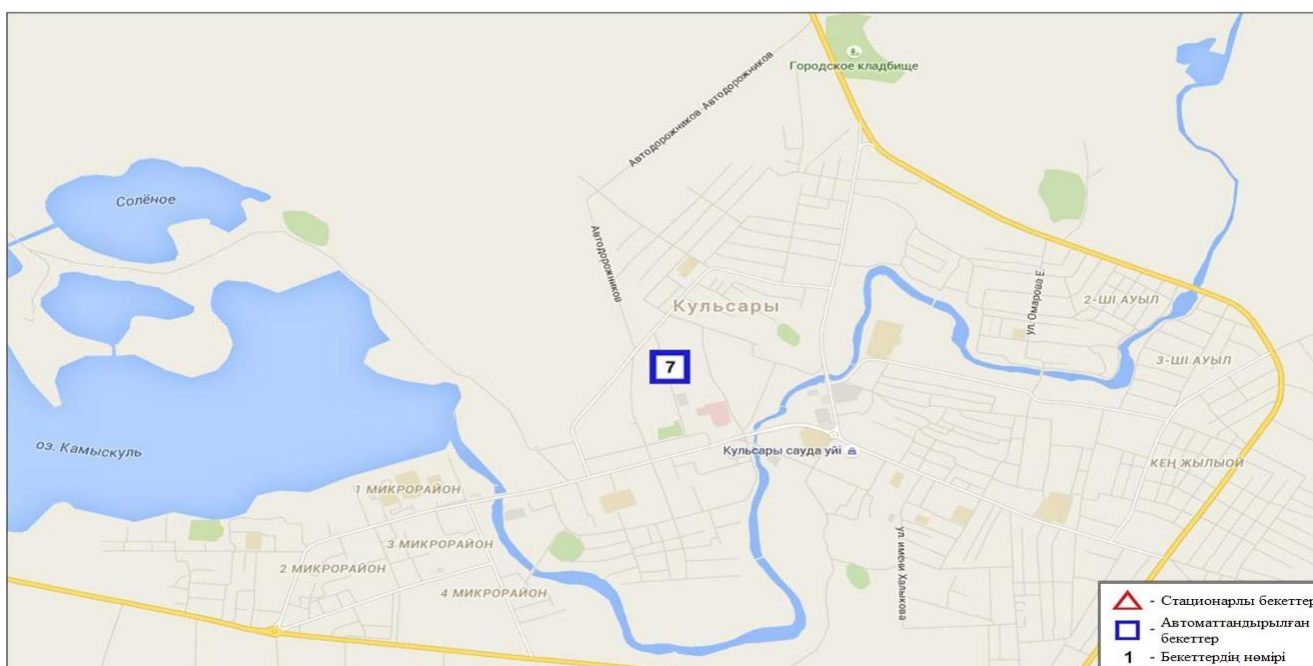 Городское кладбище
Автодорожников Автодорожников
Солёное
Автодорожников
ул. Омарова Е.
2-ШІ АУЫЛ
Кульсары
3-ШІ АУЫЛ
7
оз. Камыскуль
Кульсары сауда уйі
КЕҢ ЖЫЛЫОЙ
1 МИКРОРАЙОН
3 МИКРОРАЙОН
2 МИКРОРАЙОН
4 МИКРОРАЙОН
ул. имени Халыкова
- Стационарлы бекеттер
- Автоматтандырылған
бекеттер
1 - Бекеттердің нөмірі